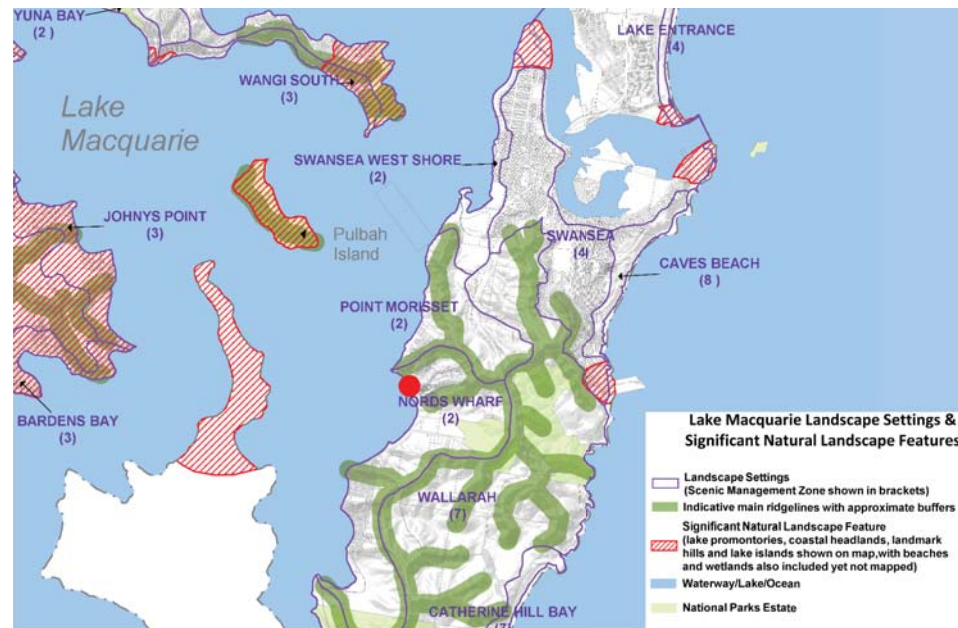 YUNA BAY
(2)
Lake
Macquarie
WANGI SOUTH
(3)
LAKE ENTRANCE
(4)
SWANSEA WEST SHORE
(2)
JOHNYS POINT
(3)
Pulbah
Island
SWANSEA
(4)
CAVES BEACH
(8)
POINT MORISSET
(2)
NORDS WHARF
(2)
BARDENS BAY
(3)
WALLARAH
(7)
CATHERINE HILL BAY
Lake Macquarie Landscape Settings &
Significant Natural Landscape Features
Landscape Settings
(Scenic Management Zone shown in brackets)
Indicative main ridgelines with approximate buffers
Significant Natural Landscape Feature
(lake promontories, coastal headlands, landmark
hills and lake islands shown on map,with beaches
and wetlands also included yet not mapped)
Waterway/Lake/Ocean
National Parks Estate